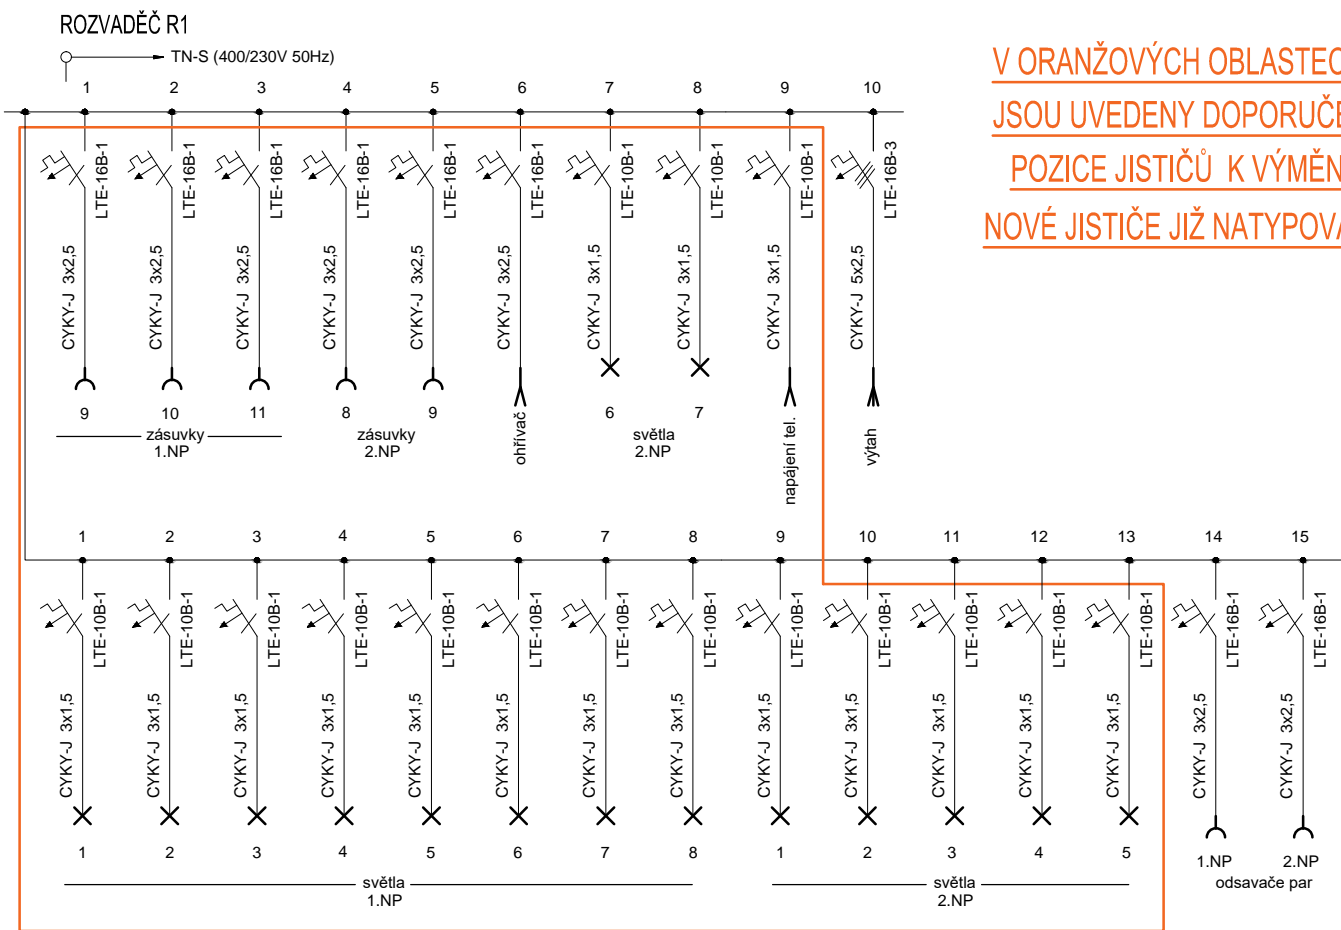 ROZVADĚČ R1
TN-S (400/230V 50Hz)
V ORANŽOVÝCH OBLASTEC
JSOU UVEDENY DOPORUČE
POZICE JISTIČŮ K VÝMĚN
NOVÉ JISTIČE JIŽ NATYPOVA
1 2 3 4 5 6 7 8 9 10
LTE-16B-1 LTE-16B-1 LTE-16B-1 LTE-16B-1 LTE-16B-1 LTE-16B-1 LTE-10B-1 LTE-10B-1 LTE-10B-1 LTE-16B-3
CYKY-J 3x2,5 CYKY-J 3x2,5 CYKY-J 3x2,5 CYKY-J 3x2,5 CYKY-J 3x2,5 CYKY-J 3x2,5 CYKY-J 3x1,5 CYKY-J 3x1,5 CYKY-J 3x1,5 CYKY-J 5x2,5
9 10 11 8 9 ohřívač 6 7 napájení tel. výtah
zásuvky zásuvky světla
1.NP 2.NP 2.NP
1 2 3 4 5 6 7 8 9 10 11 12 13 14 15
LTE-10B-1 LTE-10B-1 LTE-10B-1 LTE-10B-1 LTE-10B-1 LTE-10B-1 LTE-10B-1 LTE-10B-1 LTE-10B-1 LTE-10B-1 LTE-10B-1 LTE-10B-1 LTE-10B-1 LTE-16B-1 LTE-16B-1
CYKY-J 3x1,5 CYKY-J 3x1,5 CYKY-J 3x1,5 CYKY-J 3x1,5 CYKY-J 3x1,5 CYKY-J 3x1,5 CYKY-J 3x1,5 CYKY-J 3x1,5 CYKY-J 3x1,5 CYKY-J 3x1,5 CYKY-J 3x1,5 CYKY-J 3x1,5 CYKY-J 3x1,5 CYKY-J 3x2,5 CYKY-J 3x2,5
1 2 3 4 5 6 7 8 1 2 3 4 5 1.NP 2.NP
světla světla odsavače par
1.NP 2.NP